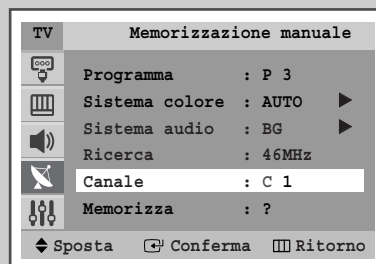 TV Memorizzazione manuale
Programma : P 3
Sistema colore : AUTO
Sistema audio : BG
Ricerca : 46MHz
Canale : C 1
Memorizza : ?
Sposta Conferma Ritorno